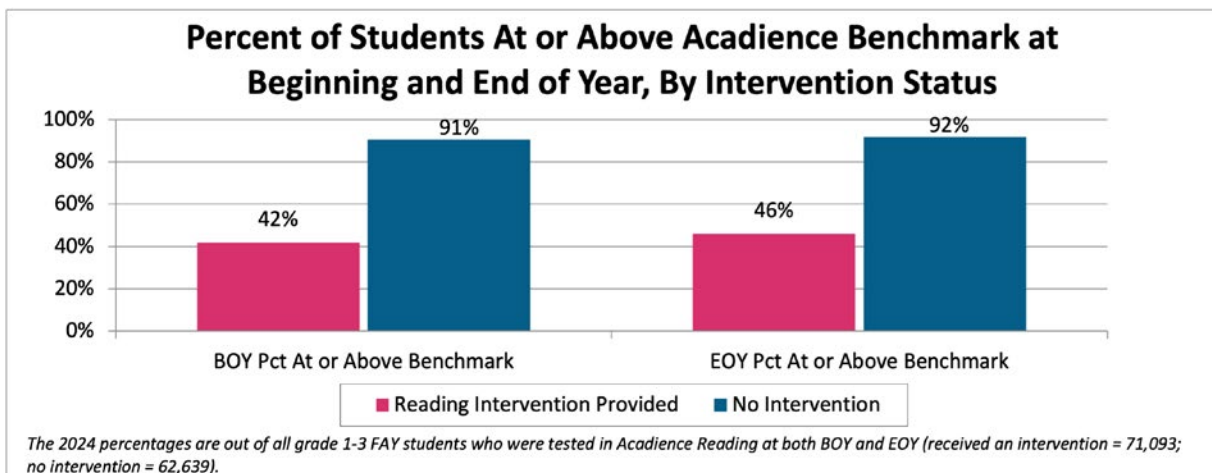 Percent of Students At or Above Acadience Benchmark at
Beginning and End of Year, By Intervention Status
100%
80%
60%
40%
20%
0%
42%
91%
46%
92%
BOY Pct At or Above Benchmark
EOY Pct At or Above Benchmark
Reading Intervention Provided
No Intervention
The 2024 percentages are out of all grade 1-3 FAY students who were tested in Acadience Reading at both BOY and EOY (received an intervention = 71,093;
no intervention = 62,639).